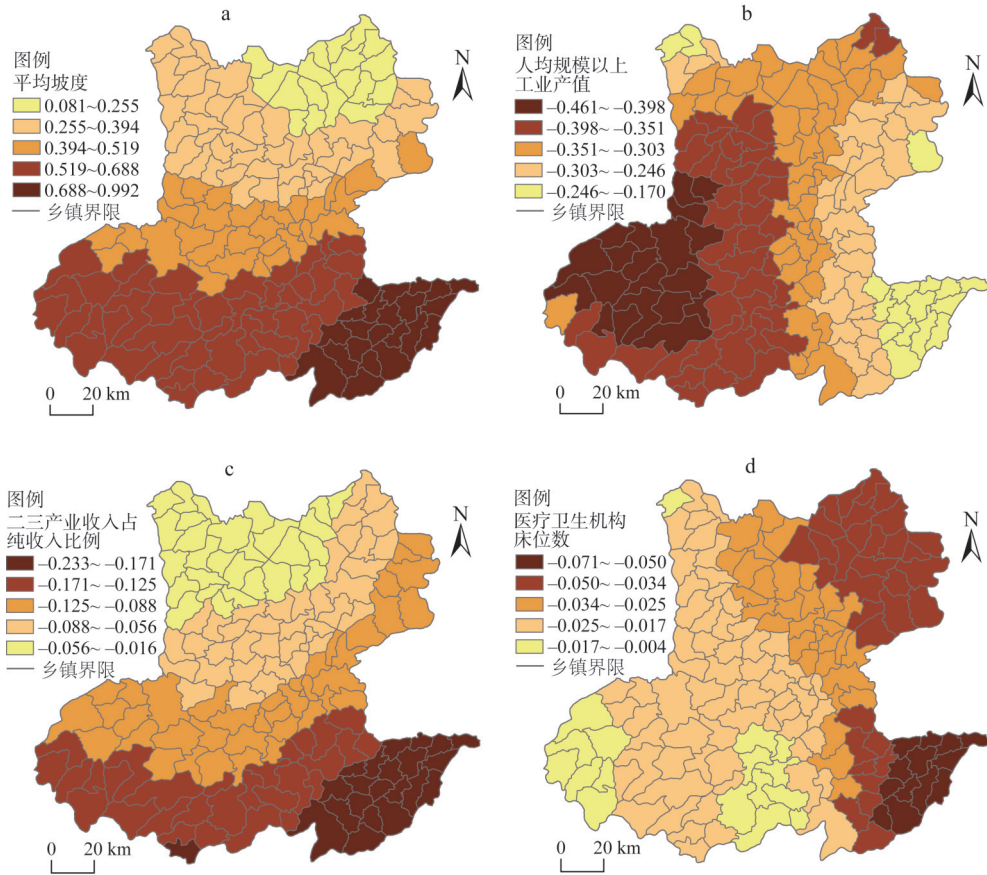 a
图例
平均坡度
0.081~0.255
0.255~0.394
0.394~0.519
0.519~0.688
0.688~0.992
乡镇界限
N
0 20 km
b
图例
人均规模以上
工业产值
–0.461~ –0.398
–0.398~ –0.351
–0.351~ –0.303
–0.303~ –0.246
–0.246~ –0.170
乡镇界限
N
0 20 km
c
图例
二三产业收入占
纯收入比例
–0.233~ –0.171
–0.171~ –0.125
–0.125~ –0.088
–0.088~ –0.056
–0.056~ –0.016
乡镇界限
N
0 20 km
d
图例
医疗卫生机构
床位数
–0.071~ –0.050
–0.050~ –0.034
–0.034~ –0.025
–0.025~ –0.017
–0.017~ –0.004
乡镇界限
N
0 20 km